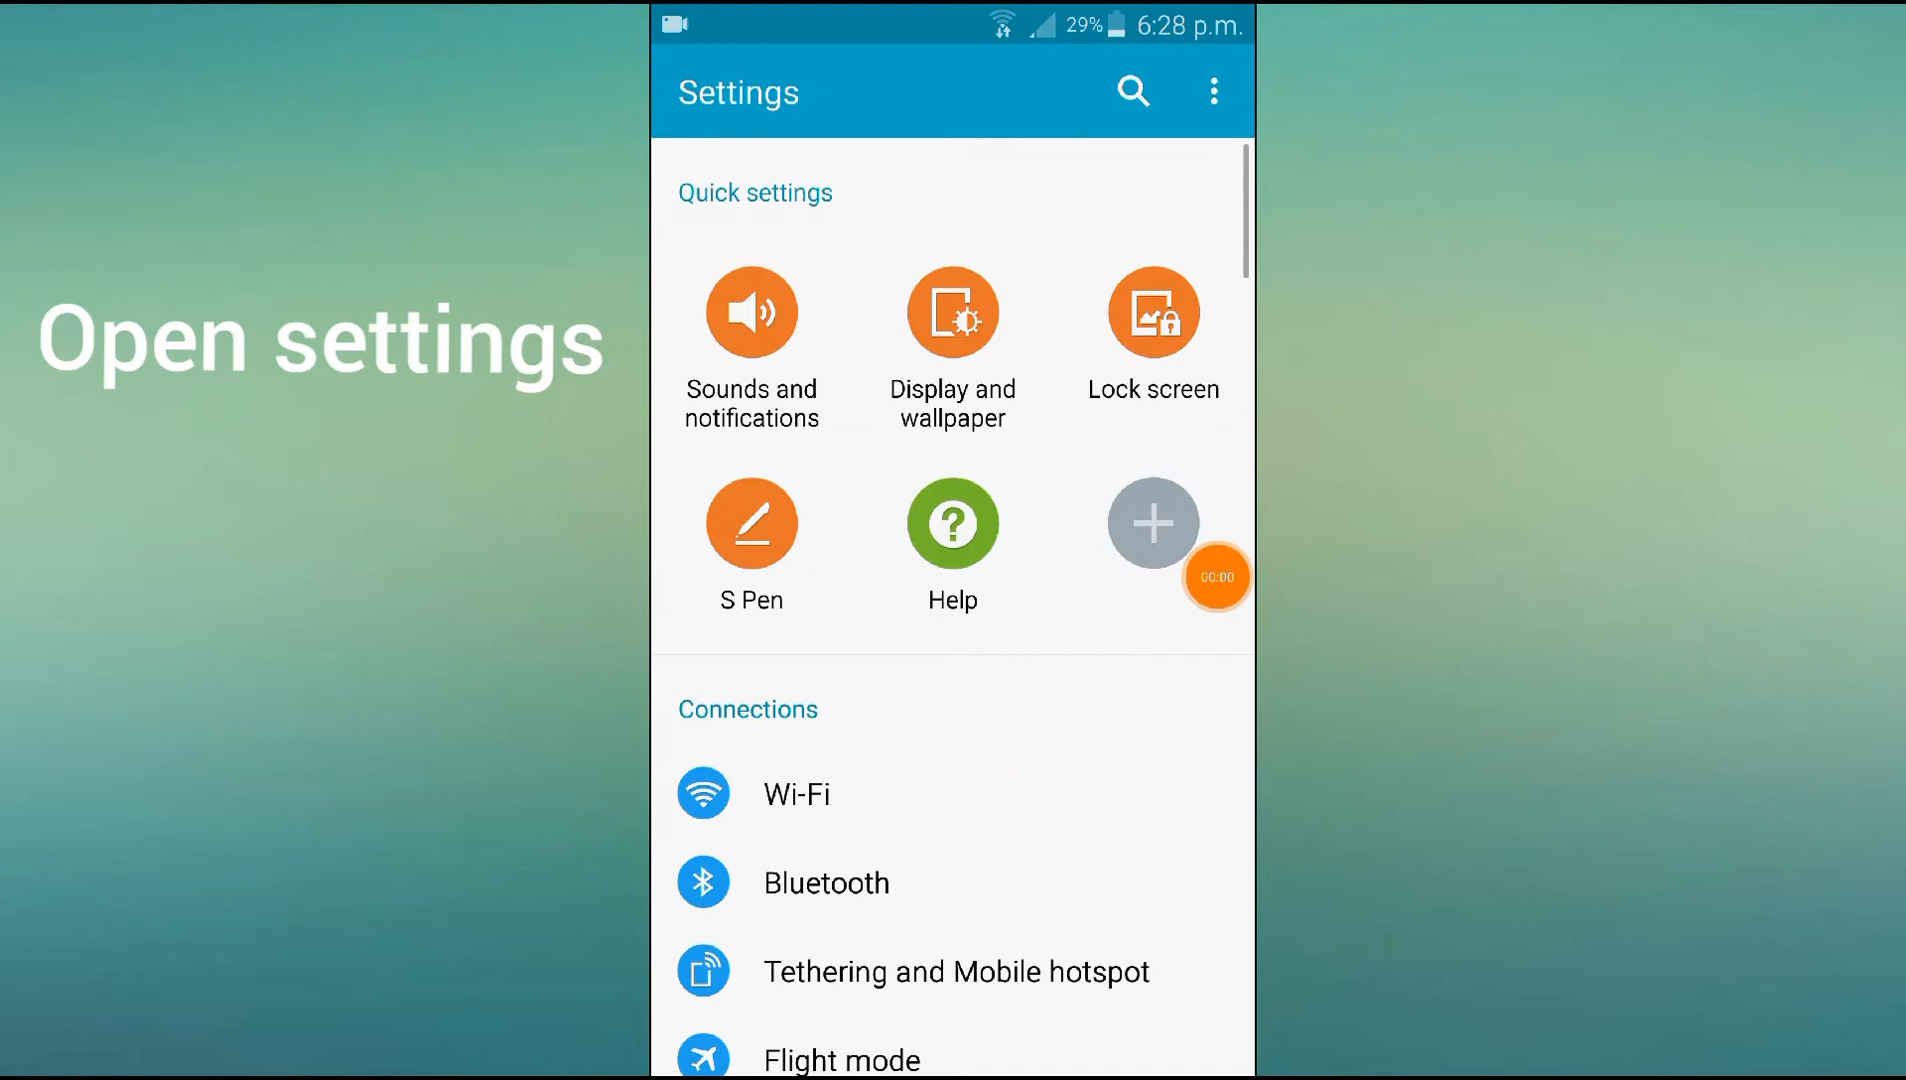 29% 6:28 p.m.
Settings
Open settings
Quick settings
Sounds and
notifications
Display and
wallpaper
Lock screen
S Pen
Help
00:00
Connections
Wi-Fi
Bluetooth
Tethering and Mobile hotspot
Flight mode